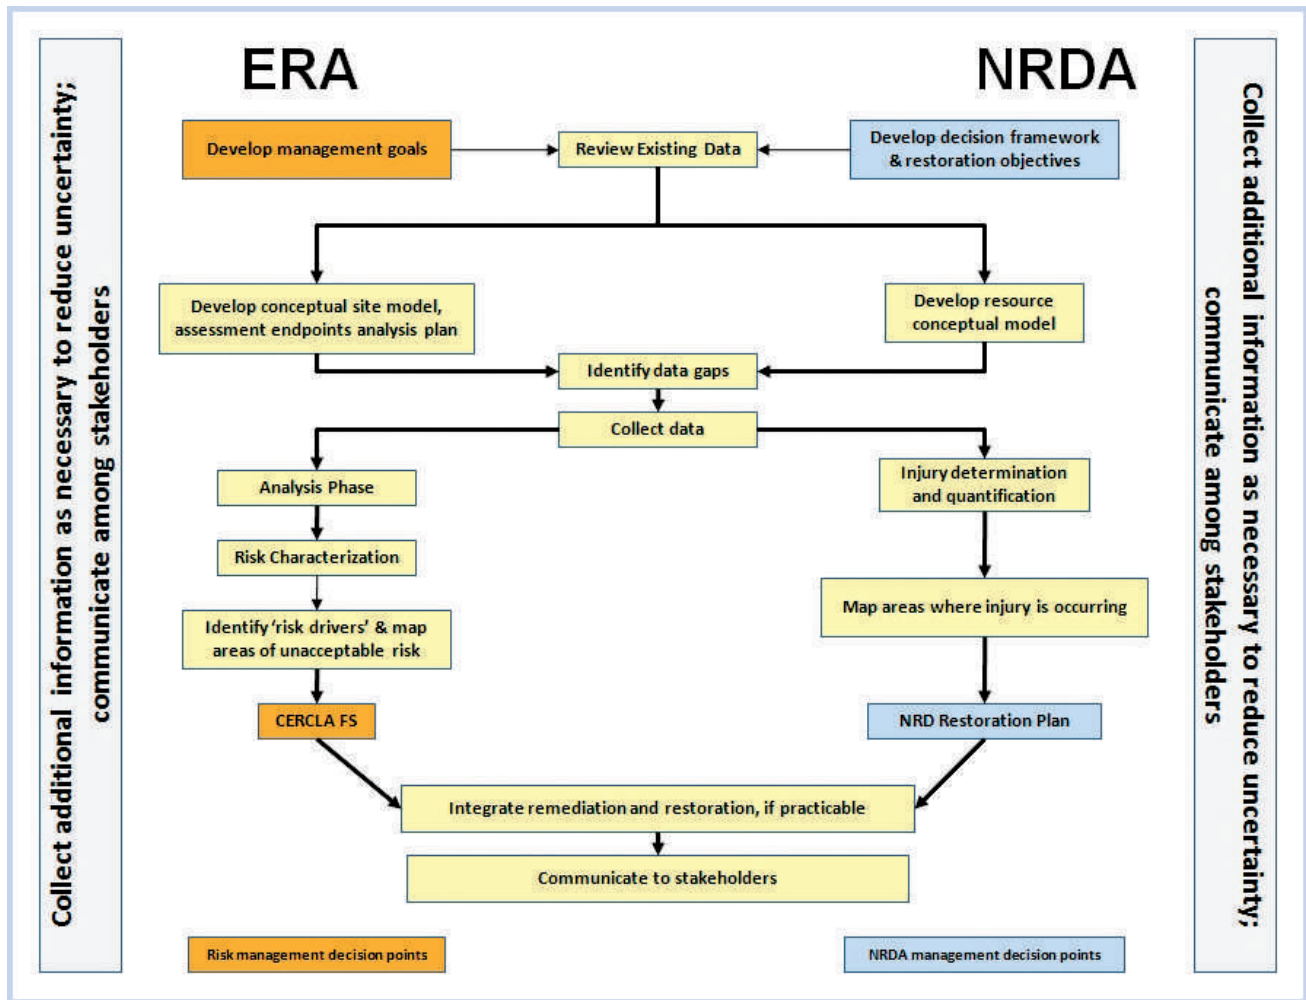 Collect additional information as necessary to reduce uncertainty;
communicate among stakeholders
ERA
NRDA
Develop management goals
Review Existing Data
Develop decision framework
& restoration objectives
Develop conceptual site model,
assessment endpoints analysis plan
Develop resource
conceptual model
Identify data gaps
Collect data
Analysis Phase
Injury determination
and quantification
Risk Characterization
Map areas where injury is occurring
Identify ‘risk drivers’ & map
areas of unacceptable risk
CERCLA FS
NRD Restoration Plan
Integrate remediation and restoration, if practicable
Communicate to stakeholders
Risk management decision points
NRDA management decision points
Collect additional information as necessary to reduce uncertainty;
communicate among stakeholders